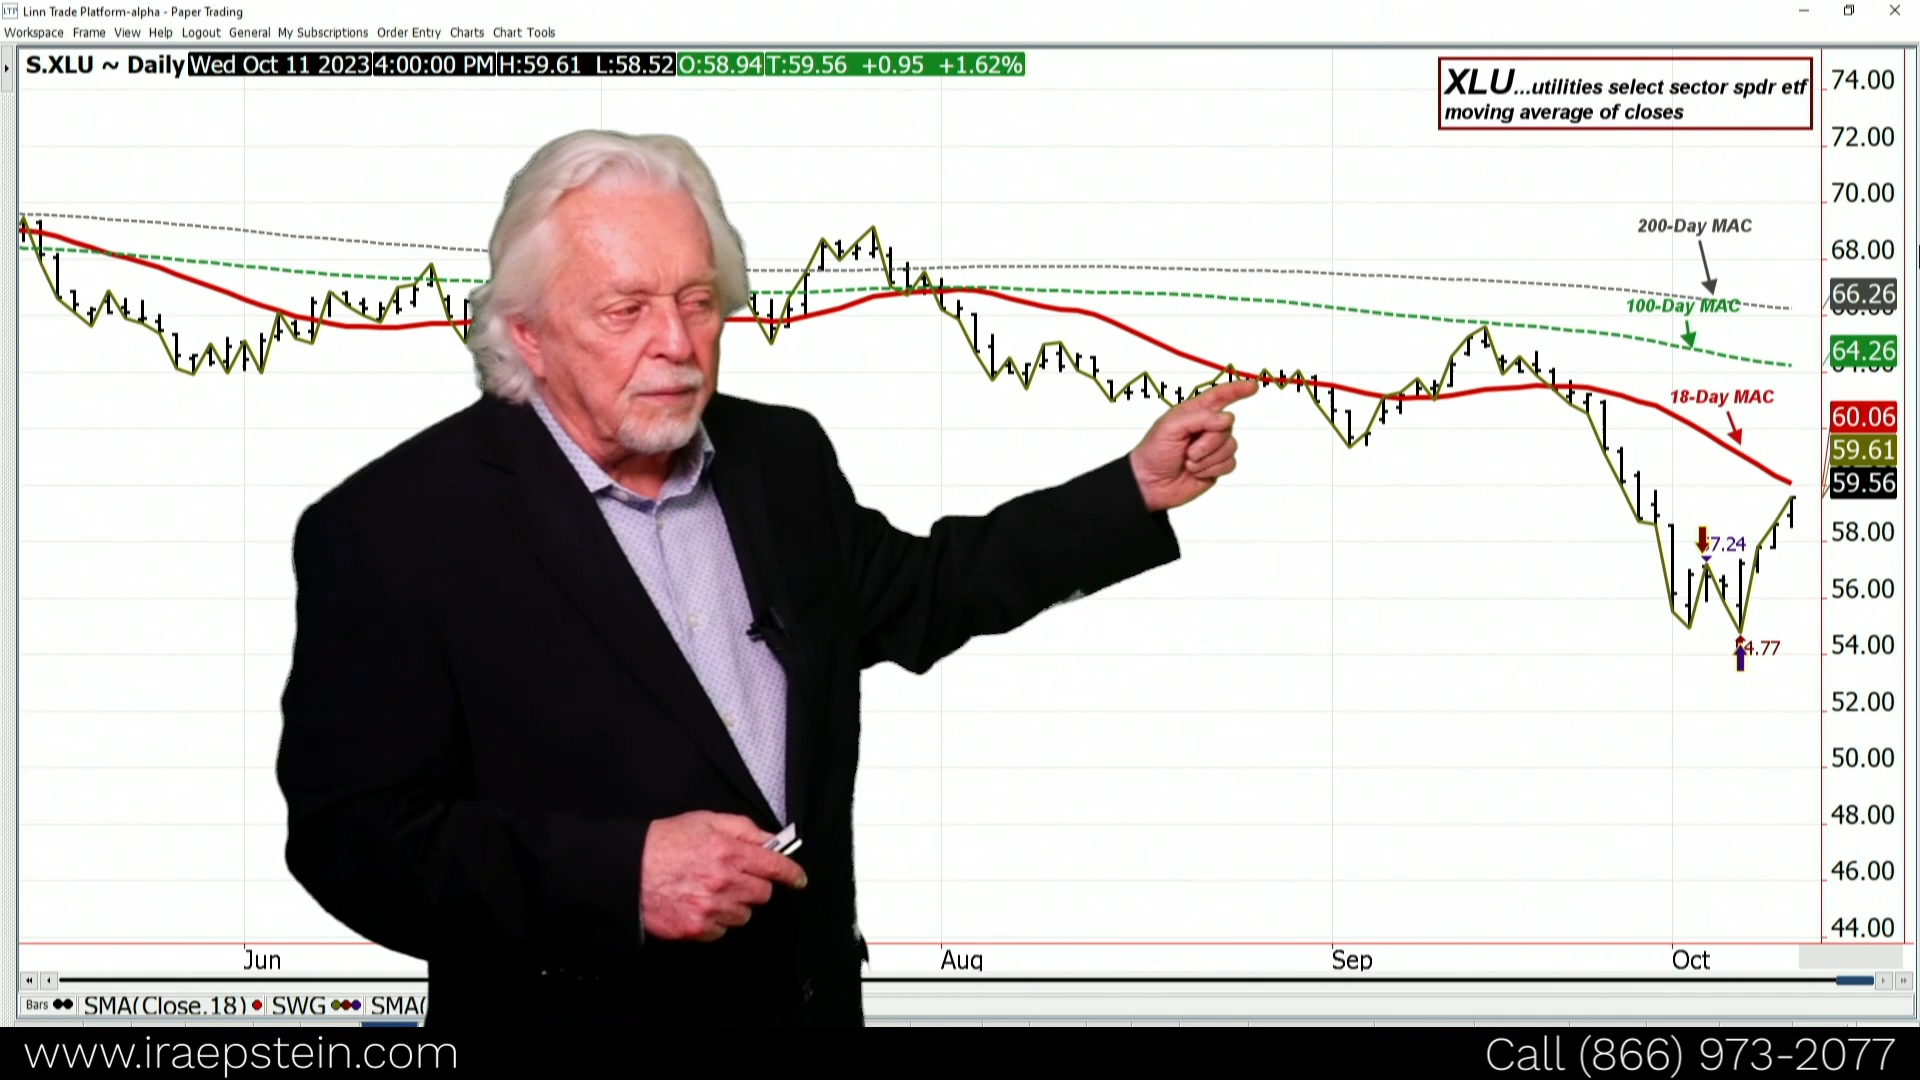 Linn Trade Platform-alpha - Paper Trading
Workspace Frame View Help Logout General My Subscriptions Order Entry Charts Chart Tools
S.XLU ~ Daily Wed Oct 11 2023 4:00:00 PM H:59.61 L:58.52 O:58.94 T:59.56 +0.95 +1.62%
XLU...utilities select sector spdr etf
moving average of closes
74.00
72.00
70.00
200-Day MAC
68.00
66.26
100-Day MAC
64.26
18-Day MAC
60.06
59.61
59.56
58.00
7.24
56.00
54.00
4.77
52.00
50.00
48.00
46.00
44.00
Jun Aug Sep Oct
Bars SMA(Close,18) SWG SMA(
www.iraepstein.com
Call (866) 973-2077